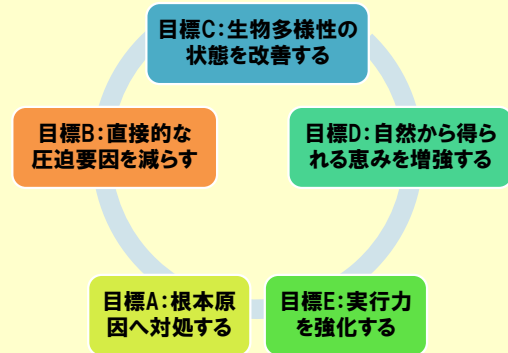 目標C:生物多様性の
状態を改善する
目標B:直接的な
圧迫要因を減らす
目標D:自然から得ら
れる恵みを増強する
目標A:根本原
因へ対処する
目標E:実行力
を強化する